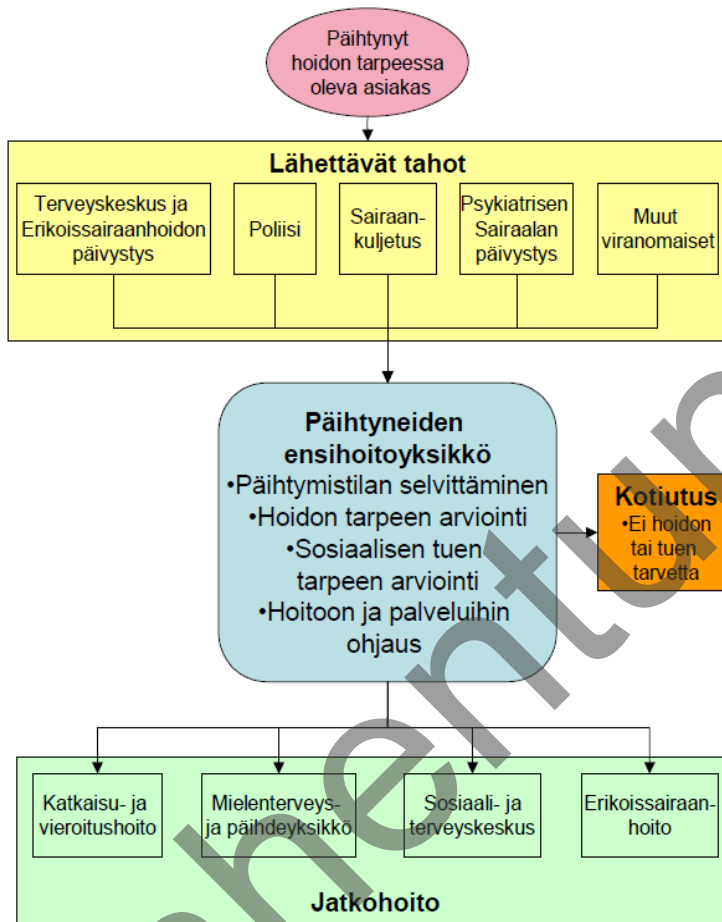 Päihtynyt
hoidon tarpeessa
oleva asiakas
Lähettävät tahot
Terveyskeskus ja
Erikoissairaanhoidon
päivystys
Poliisi
Sairaan-
kuljetus
Psykiatrisen
Sairaalan
päivystys
Muut
viranomaiset
Päihtyneiden
ensihoitoyksikkö
•Päihtymistilan selvittäminen
•Hoidon tarpeen arviointi
•Sosiaalisen tuen
tarpeen arviointi
•Hoitoon ja palveluihin
ohjaus
Kotiutus
•Ei hoidon
tai tuen
tarvetta
Katkaisu- ja
vieroitushoito
Mielenterveys-
ja päihdeyksikkö
Sosiaali- ja
terveyskeskus
Erikoissairaan-
hoito
Jatkohoito